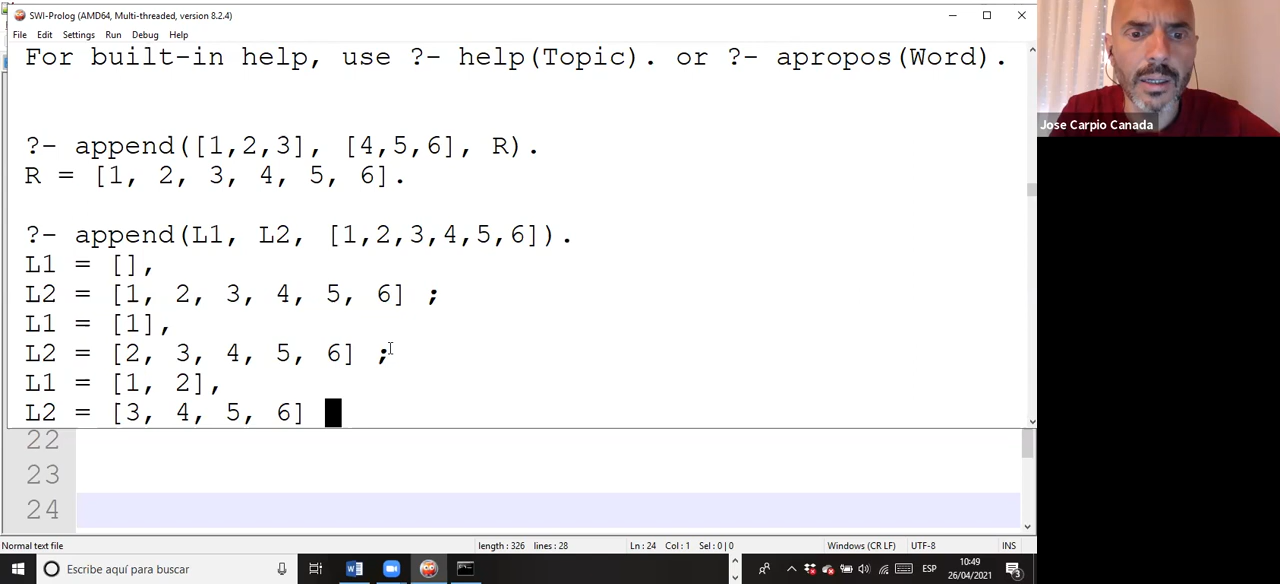 SWI-Prolog (AMD64, Multi-threaded, version 8.2.4)
File Edit Settings Run Debug Help
For built-in help, use ?- help(Topic). or ?- apropos(Word).
?- append([1,2,3], [4,5,6], R).
R = [1, 2, 3, 4, 5, 6].
?- append(L1, L2, [1,2,3,4,5,6]).
L1 = [],
L2 = [1, 2, 3, 4, 5, 6] ;
L1 = [1],
L2 = [2, 3, 4, 5, 6] ;
L1 = [1, 2],
L2 = [3, 4, 5, 6]
22
23
24
Normal text file length : 326 lines : 28 Ln : 24 Col : 1 Sel : 0 | 0 Windows (CR LF) UTF-8 INS
Escribe aquí para buscar
ESP
10:49
26/04/2021
3
Jose Carpio Canada